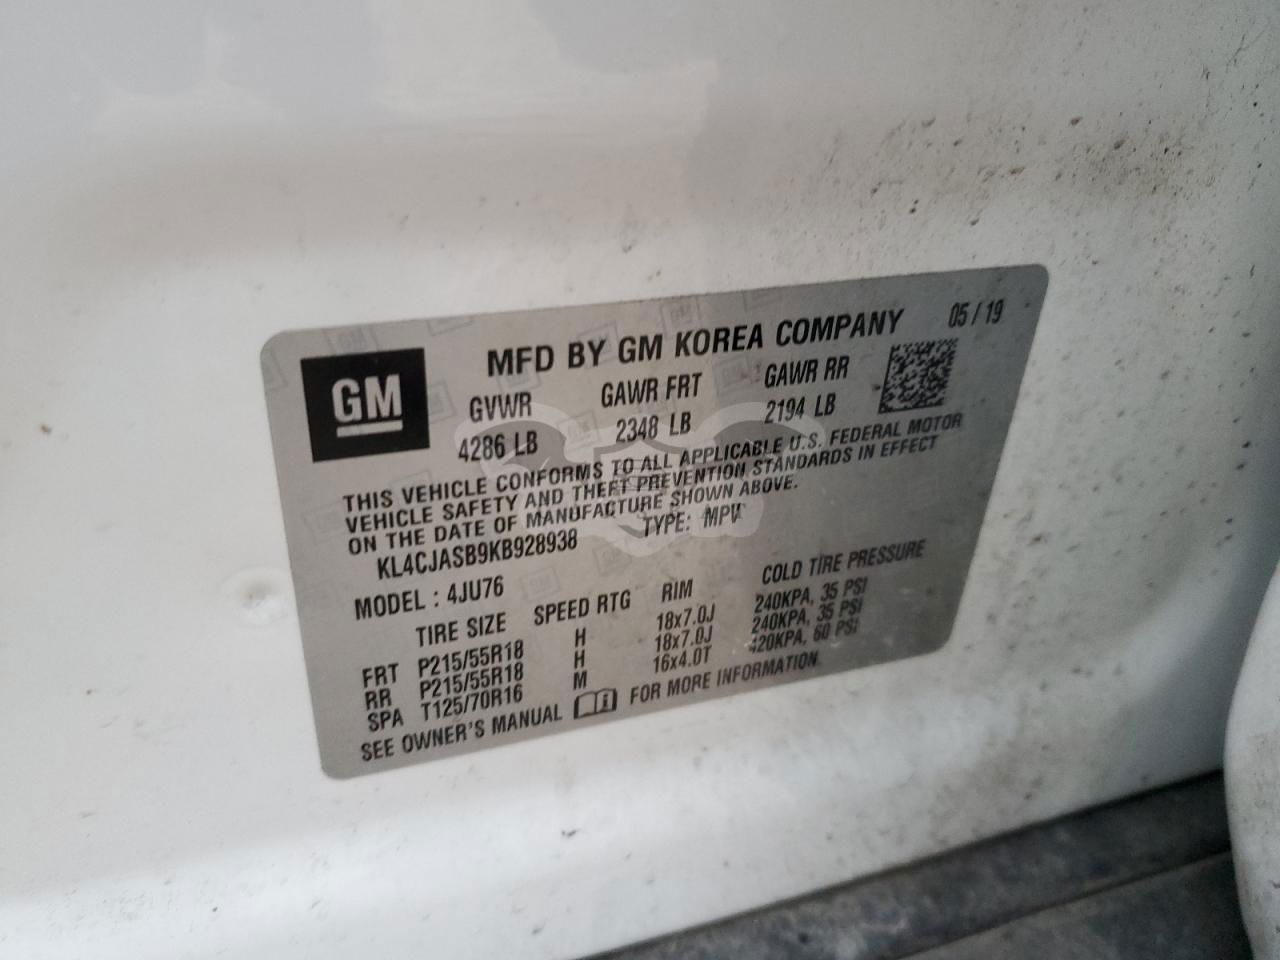 GM
MFD BY GM KOREA COMPANY 05 / 19
GVWR GAWR FRT GAWR RR
4286 LB 2348 LB 2194 LB
THIS VEHICLE CONFORMS TO ALL APPLICABLE U.S. FEDERAL MOTOR
VEHICLE SAFETY AND THEFT PREVENTION STANDARDS IN EFFECT
ON THE DATE OF MANUFACTURE SHOWN ABOVE.
KL4CJASB9KB928938 TYPE: MPV
MODEL : 4JU76
TIRE SIZE SPEED RTG RIM COLD TIRE PRESSURE
FRT P215/55R18 H 18x7.0J 240KPA, 35 PSI
RR P215/55R18 H 18x7.0J 240KPA, 35 PSI
SPA T125/70R16 M 16x4.0T 420KPA, 60 PSI
SEE OWNER'S MANUAL FOR MORE INFORMATION.